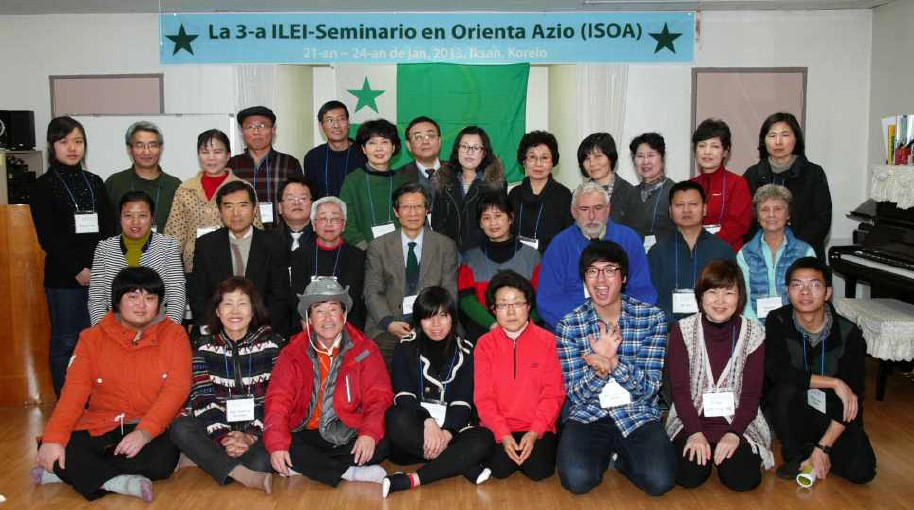 La 3-a ILEI-Seminario en Orienta Azio (ISOA)
21-an – 24-an de jan, 2013, Iksan, Koreio